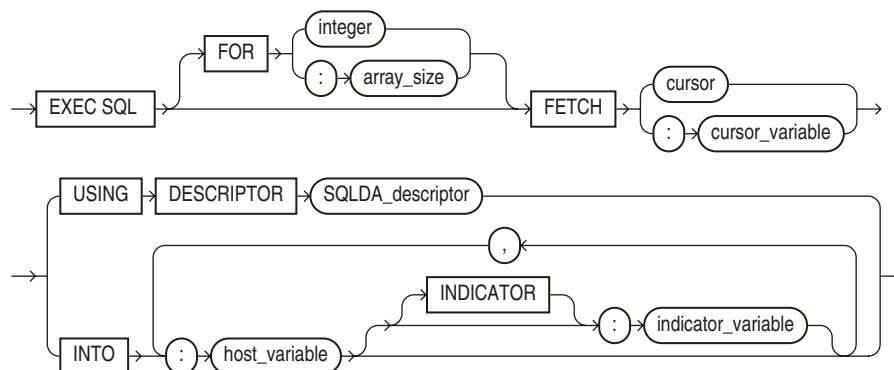 integer
FOR
: array_size
EXEC SQL FETCH cursor
: cursor_variable
USING DESCRIPTOR SQLDA_descriptor
,
INDICATOR
: indicator_variable
INTO : host_variable